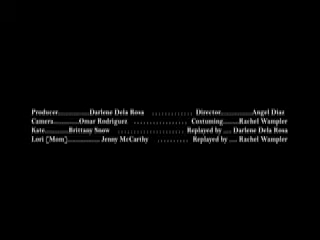 Producer..................Darlene Dela Rosa , , , , , , , , , , , , Director..................Angel Diaz
Camera...............Omar Rodriguez , , , , , , , , , , , , , , , , Costuming.........Rachel Wampler
Kate..............Brittany Snow , , , , , , , , , , , , , , , , , , Replayed by .... Darlene Dela Rosa
Lori [Mom].................. Jenny McCarthy , , , , , , , , , , Replayed by .... Rachel Wampler